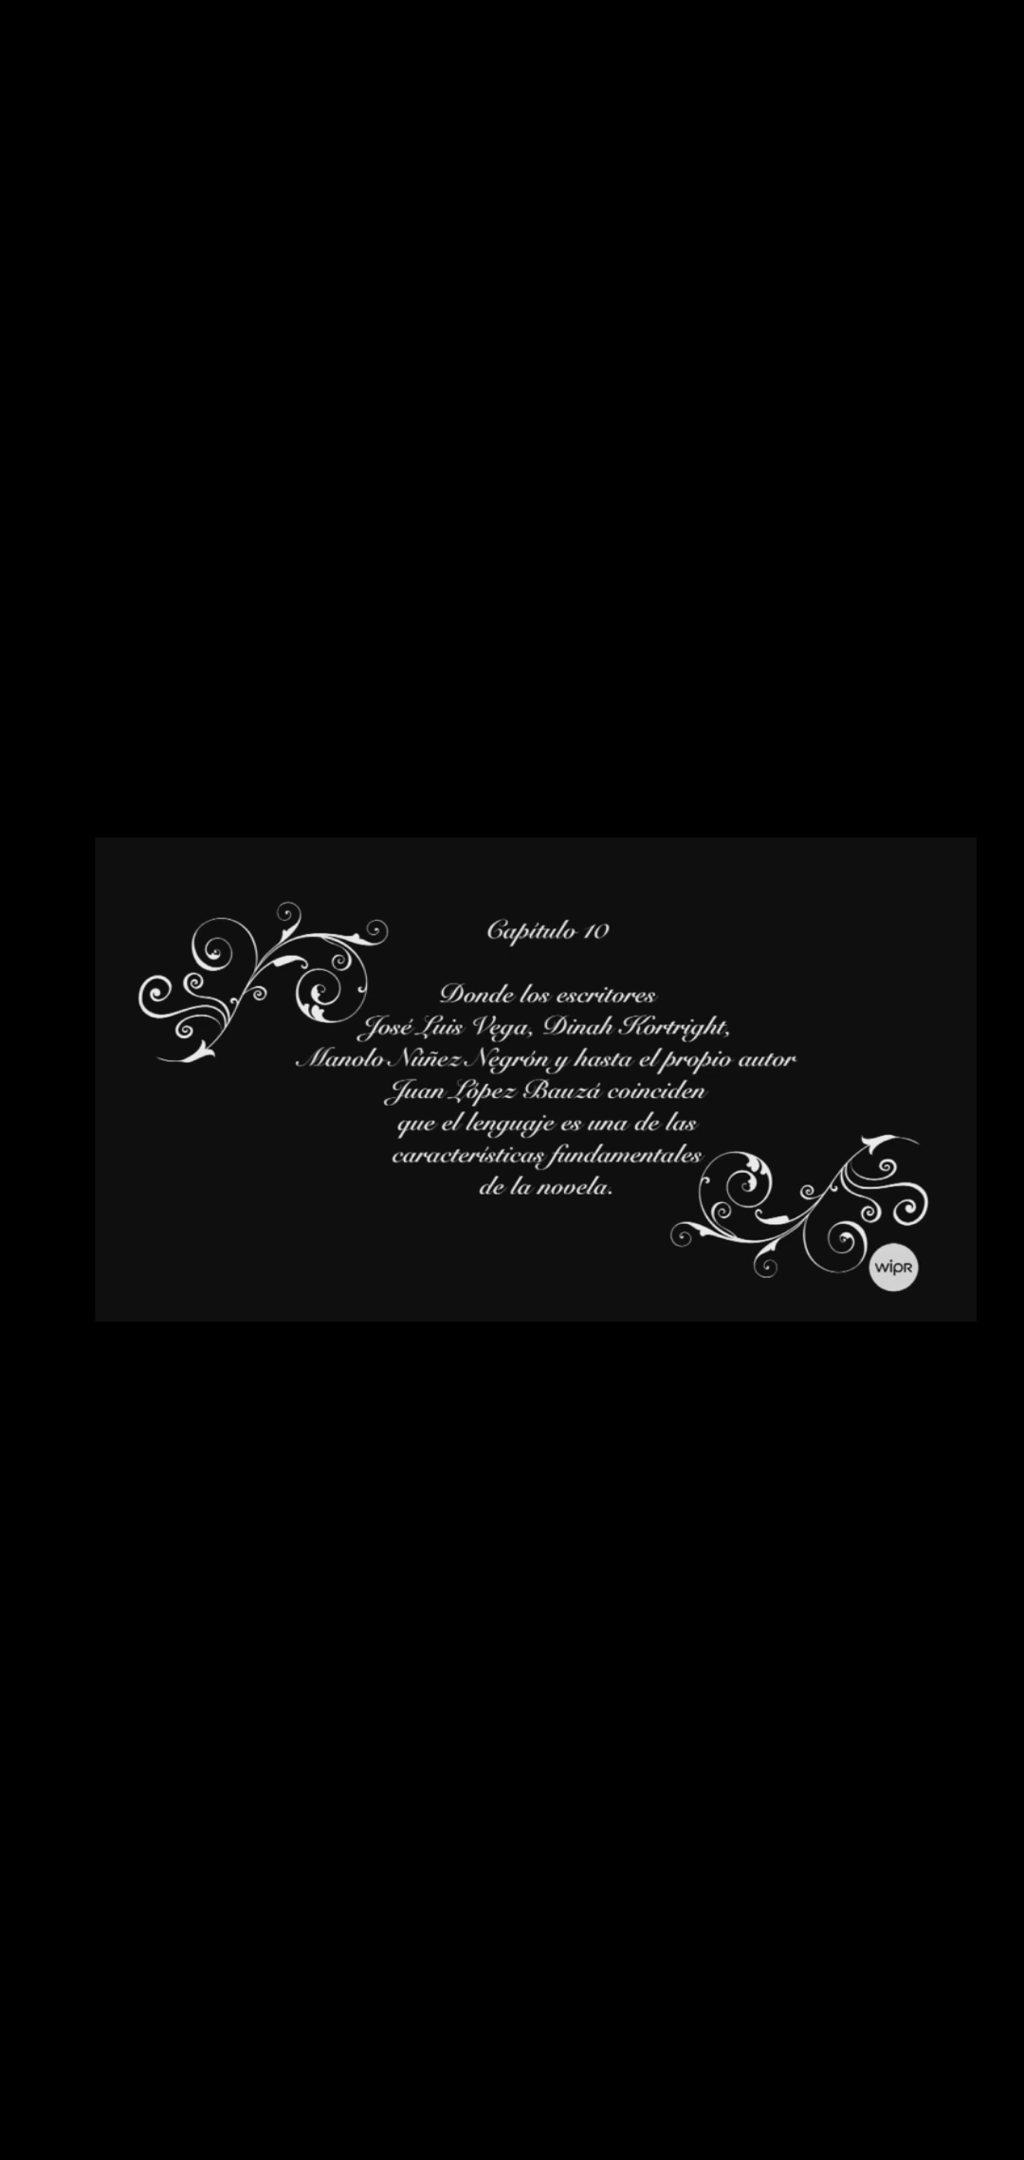 Capítulo 10
Donde los escritores
José Luis Vega, Dinah Kortright,
Manolo Núñez Negrón y hasta el propio autor
Juan López Bauzá coinciden
que el lenguaje es una de las
características fundamentales
de la novela.
wipr